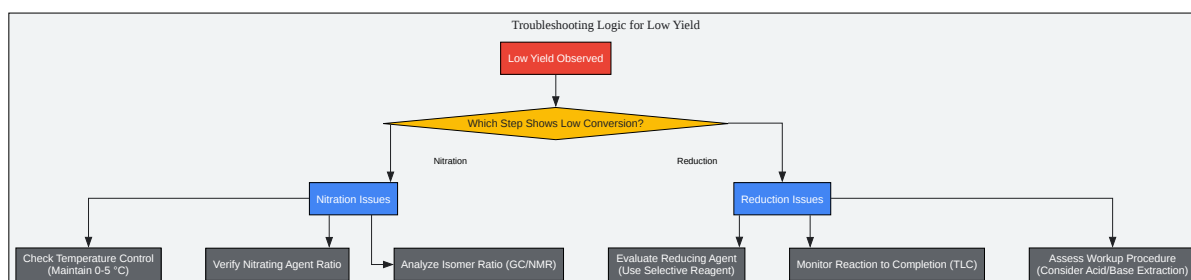 Troubleshooting Logic for Low Yield
Low Yield Observed
Which Step Shows Low Conversion?
Nitration
Reduction
Nitration Issues
Reduction Issues
Check Temperature Control
(Maintain 0-5 °C)
Verify Nitrating Agent Ratio
Analyze Isomer Ratio (GC/NMR)
Evaluate Reducing Agent
(Use Selective Reagent)
Monitor Reaction to Completion (TLC)
Assess Workup Procedure
(Consider Acid/Base Extraction)